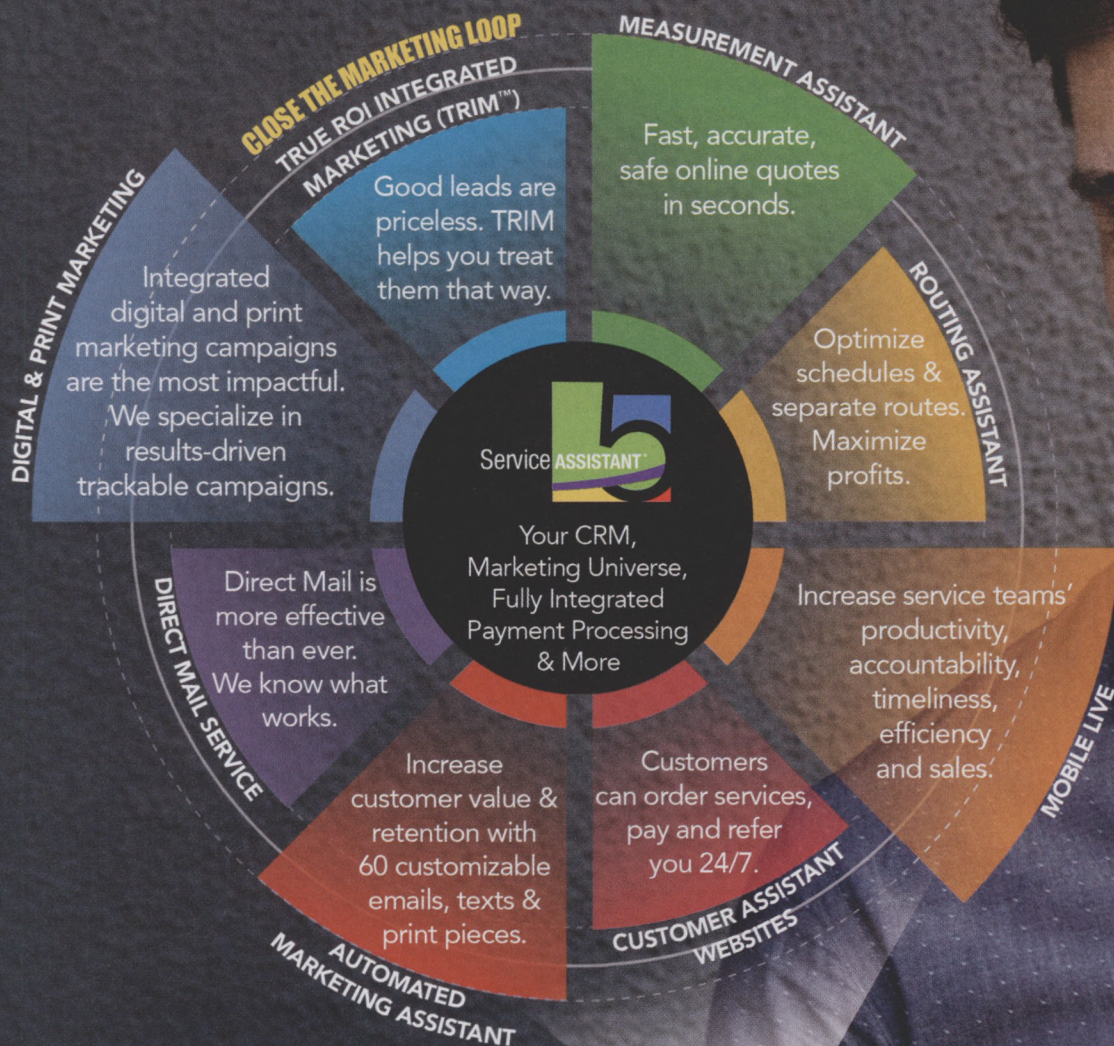 CLOSE THE MARKETING LOOP
TRUE ROI INTEGRATED
MARKETING (TRIM™)
Good leads are
priceless. TRIM
helps you treat
them that way.
MEASUREMENT ASSISTANT
Fast, accurate,
safe online quotes
in seconds.
ROUTING ASSISTANT
Optimize
schedules &
separate routes.
Maximize
profits.
MOBILE LIVE
Increase service teams'
productivity,
accountability,
timeliness,
efficiency
and sales.
CUSTOMER ASSISTANT
WEBSITES
Customers
can order services,
pay and refer
you 24/7.
AUTOMATED
MARKETING ASSISTANT
Increase
customer value &
retention with
60 customizable
emails, texts &
print pieces.
DIRECT MAIL SERVICE
Direct Mail is
more effective
than ever.
We know what
works.
DIGITAL & PRINT MARKETING
Integrated
digital and print
marketing campaigns
are the most impactful.
We specialize in
results-driven
trackable campaigns.
Service ASSISTANT™ 5
Your CRM,
Marketing Universe,
Fully Integrated
Payment Processing
& More